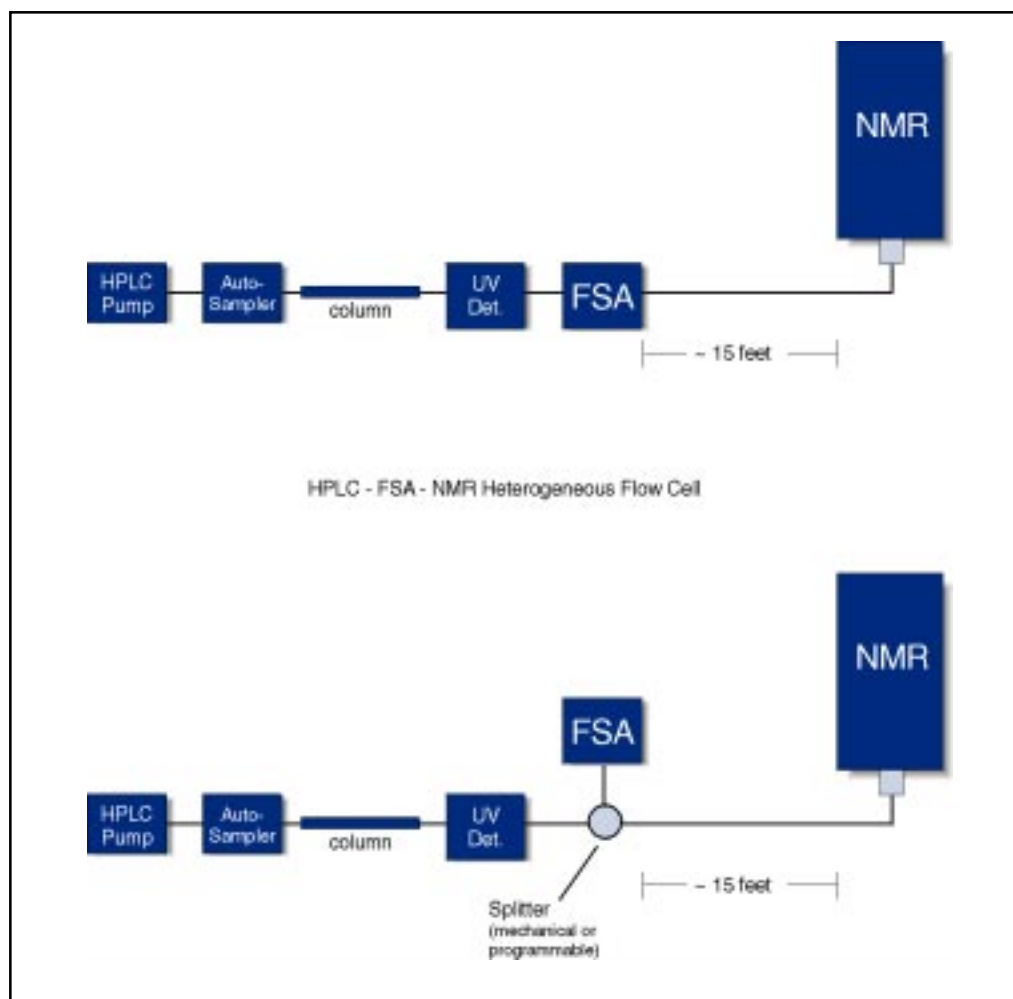 NMR
HPLC
Pump
Auto-
Sampler
column
UV
Det.
FSA
~ 15 feet
HPLC - FSA - NMR Heterogeneous Flow Cell
NMR
FSA
HPLC
Pump
Auto-
Sampler
column
UV
Det.
~ 15 feet
Splitter
(mechanical or
programmable)